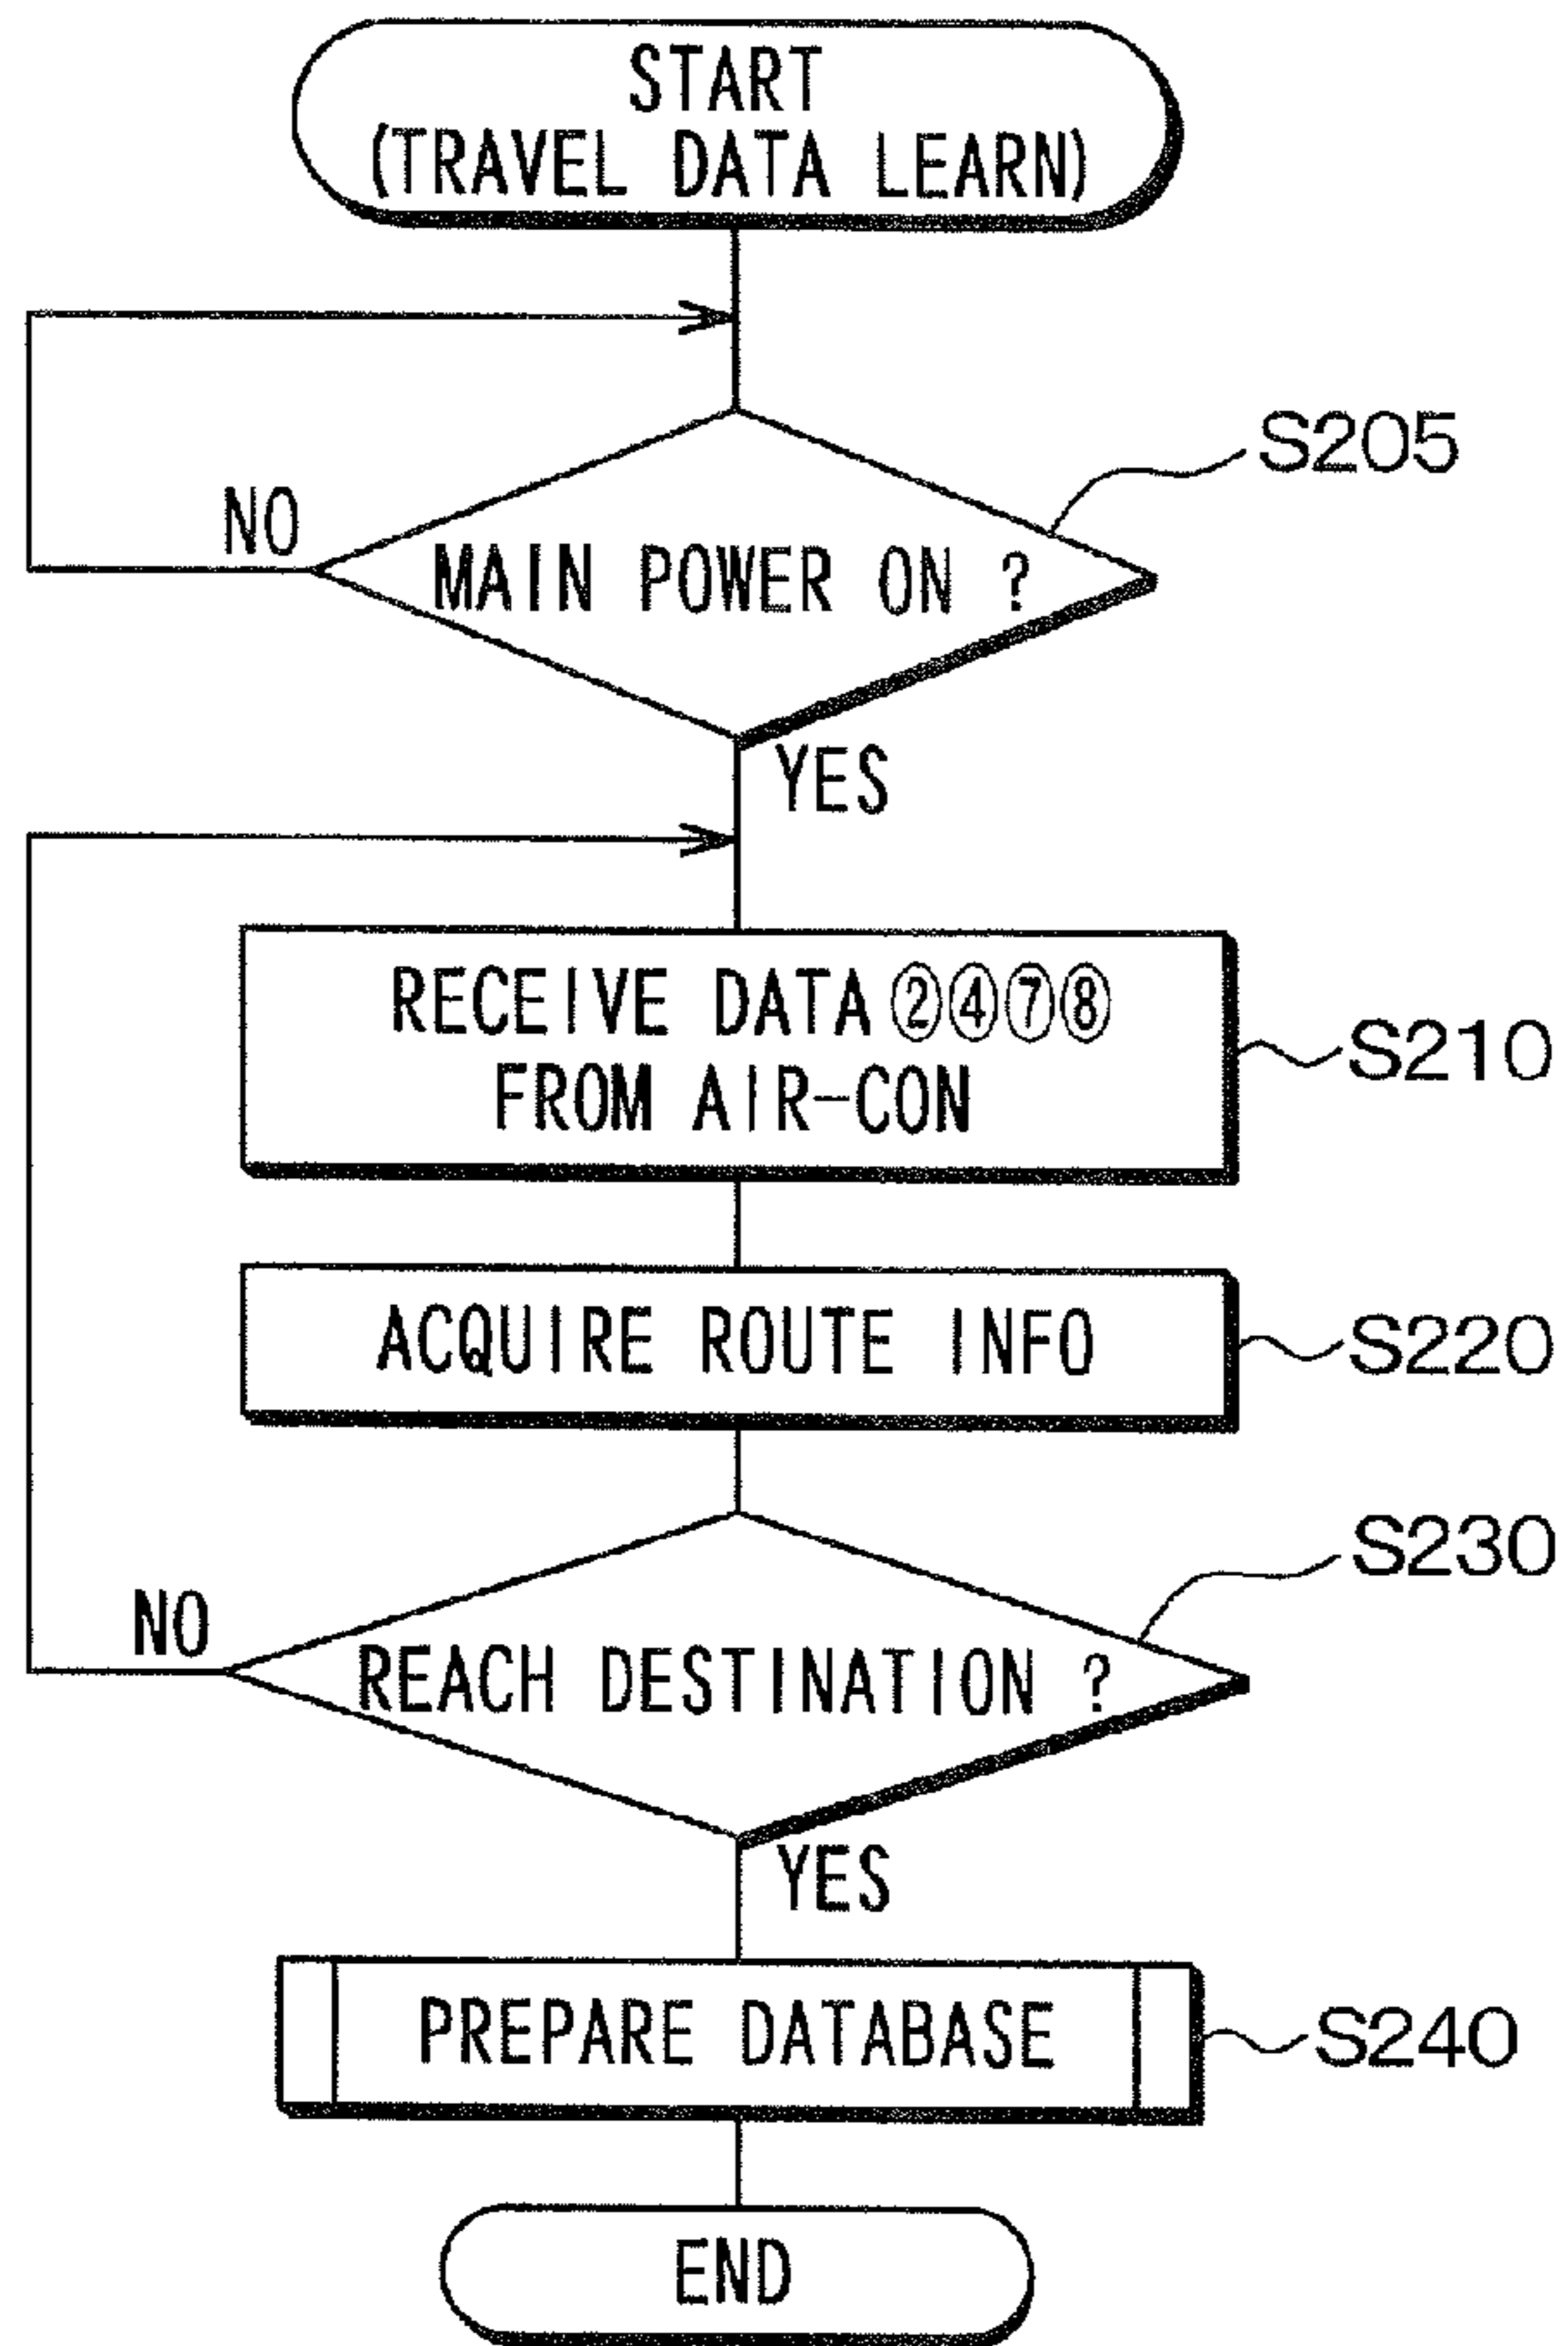 START
(TRAVEL DATA LEARN)
S205
NO
MAIN POWER ON ?
YES
RECEIVE DATA ②④⑦⑧
FROM AIR-CON
S210
ACQUIRE ROUTE INFO
S220
S230
NO
REACH DESTINATION ?
YES
PREPARE DATABASE
S240
END